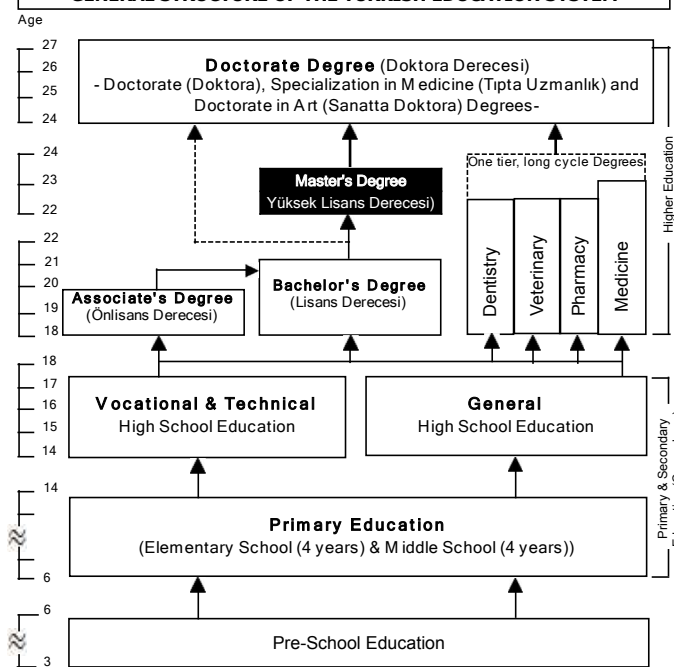 GENERAL STRUCTURE OF THE TURKISH EDUCATION SYSTEM
Age
27
26
25
24
Doctorate Degree (Doktora Derecesi)
- Doctorate (Doktora), Specialization in Medicine (Tıpta Uzmanlık) and
Doctorate in Art (Sanatta Doktora) Degrees-
24
23
22
Master's Degree
Yüksek Lisans Derecesi)
One tier, long cycle Degrees
Higher Education
22
21
20
19
18
Associate's Degree
(Önlisans Derecesi)
Bachelor's Degree
(Lisans Derecesi)
Dentistry
Veterinary
Pharmacy
Medicine
18
17
16
15
14
Vocational & Technical
High School Education
General
High School Education
Primary & Secondary
14
6
Primary Education
(Elementary School (4 years) & Middle School (4 years))
6
3
Pre-School Education